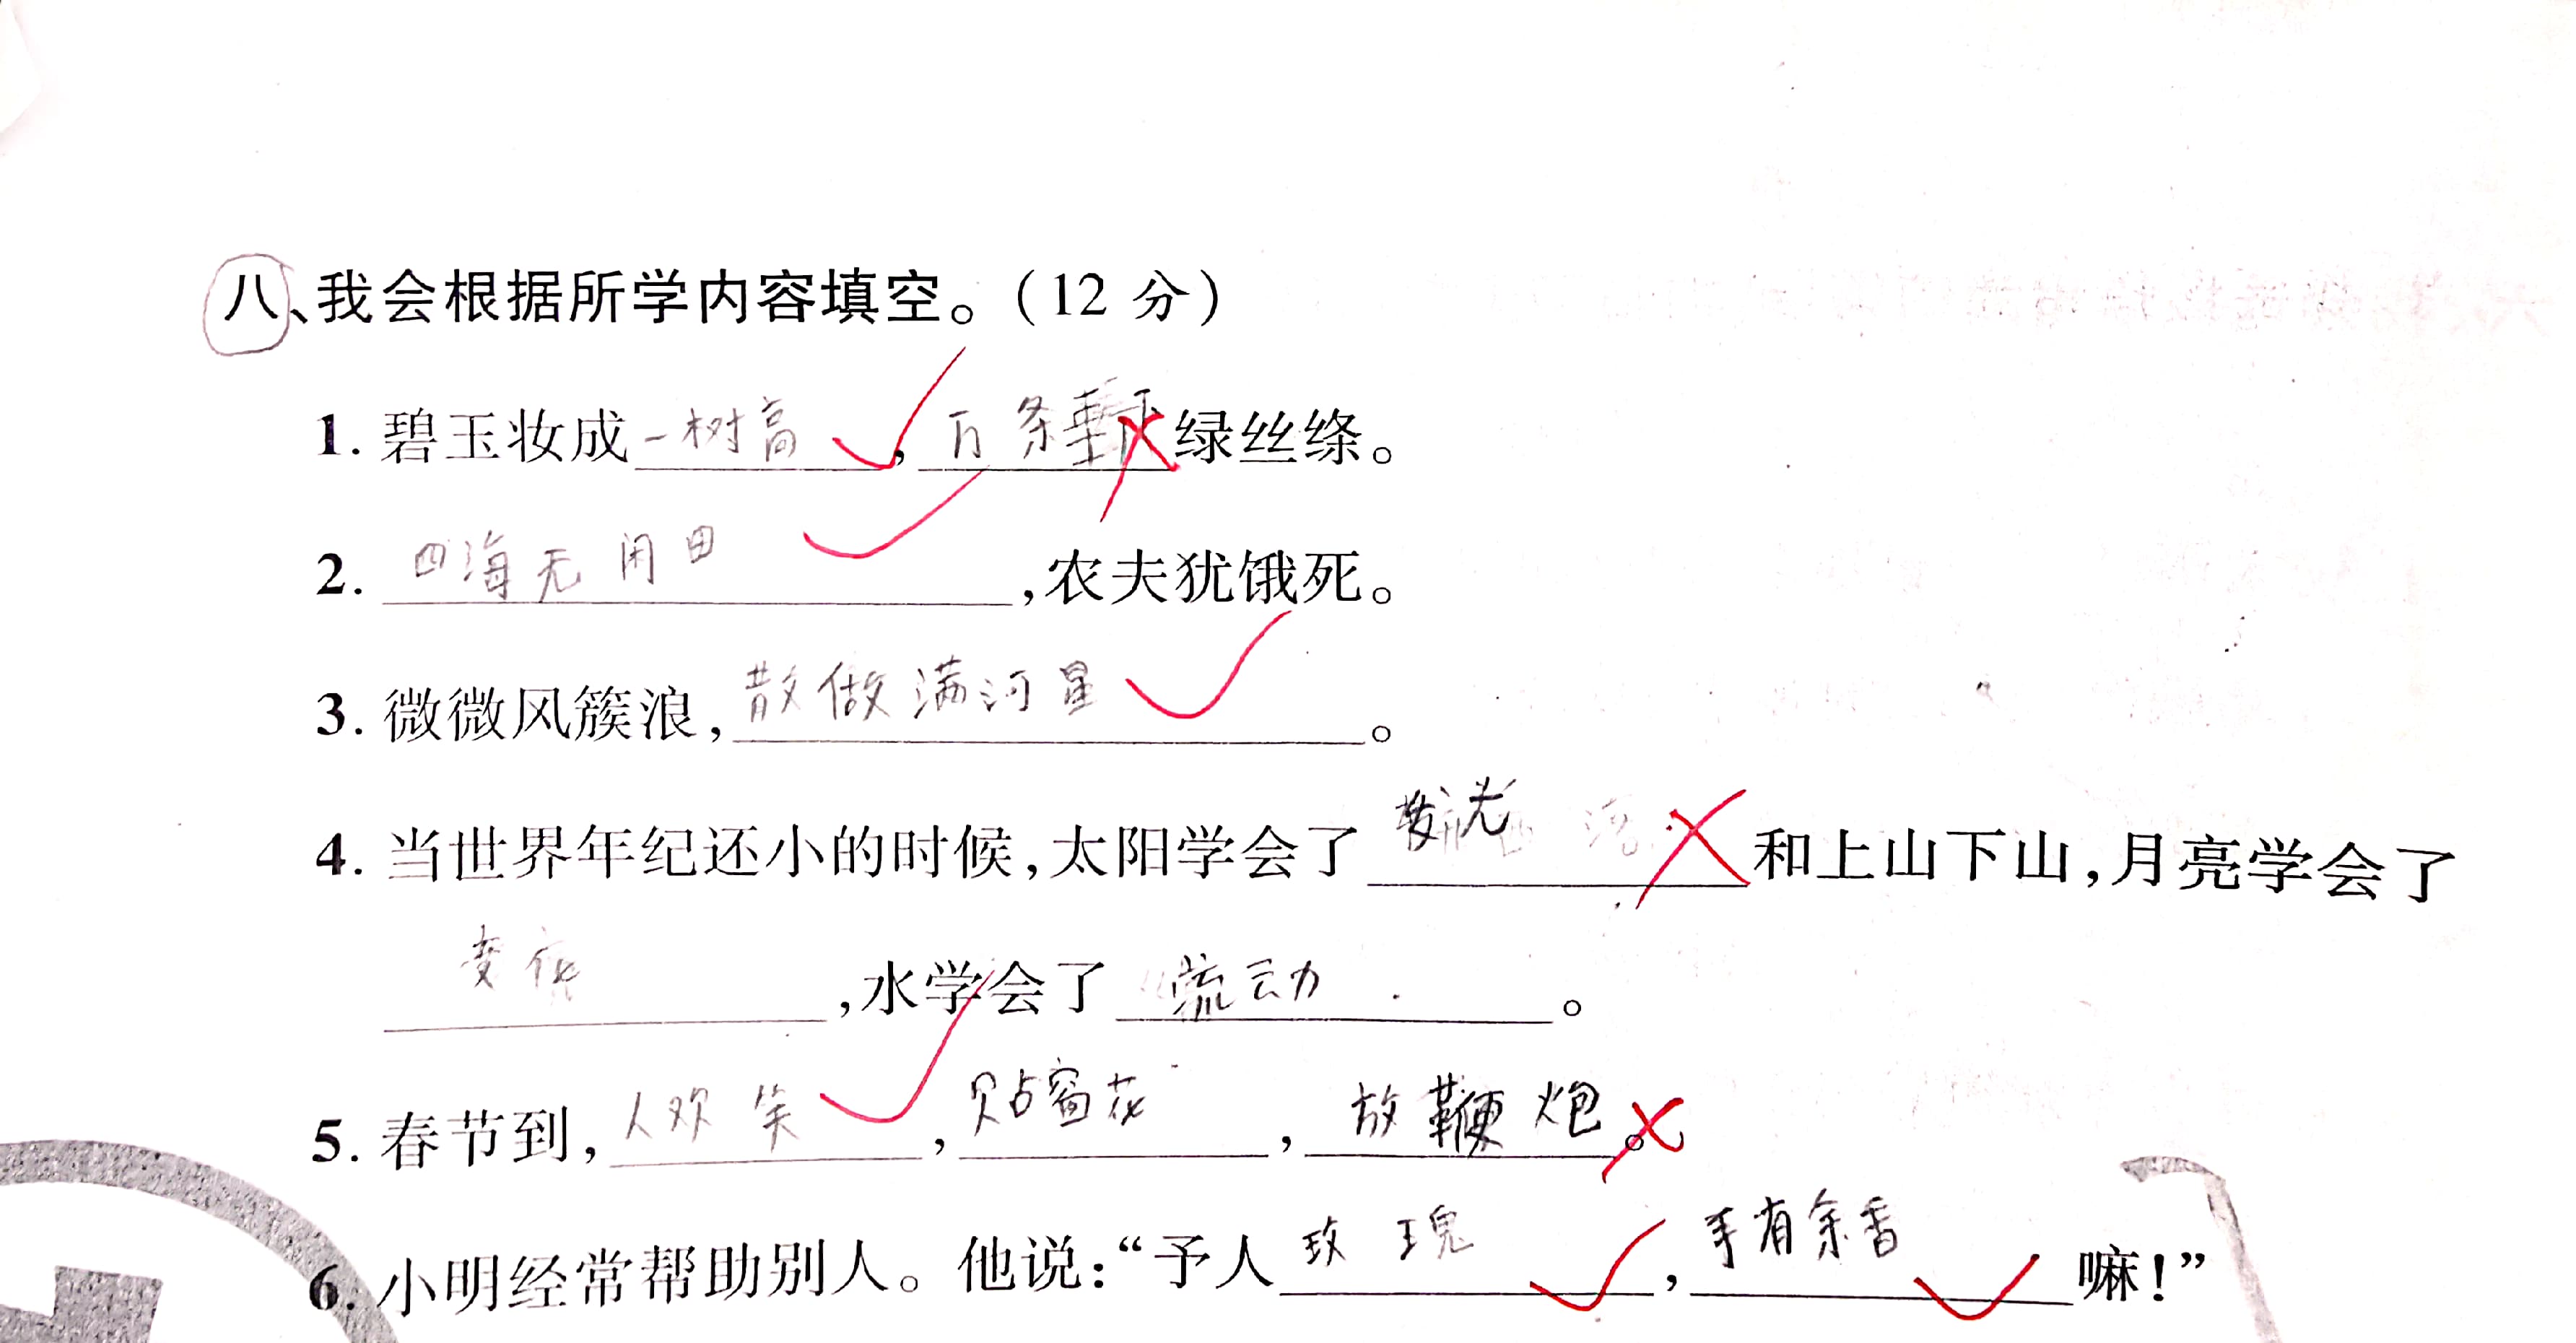 八、我会根据所学内容填空。(12 分)
1. 碧玉妆成一树高,万条垂下绿丝绦。
2. 四海无闲田,农夫犹饿死。
3. 微微风簇浪,散做满河星。
4. 当世界年纪还小的时候,太阳学会了发光和上山下山,月亮学会了
变化,水学会了流动。
5. 春节到,人欢笑,贴窗花,放鞭炮。
6. 小明经常帮助别人。他说:“予人玫瑰,手有余香嘛!”